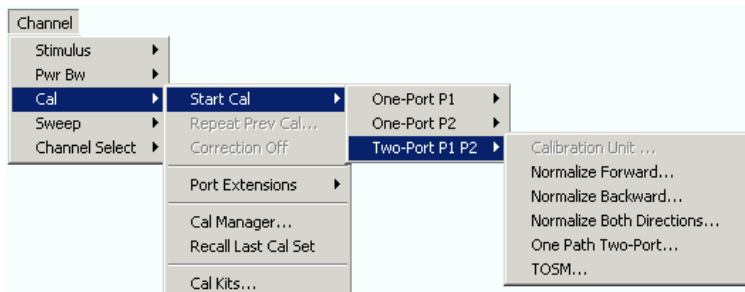 Channel
Stimulus
Pwr Bw
Cal
Sweep
Channel Select
Start Cal
Repeat Prev Cal...
Correction Off
Port Extensions
Cal Manager...
Recall Last Cal Set
Cal Kits...
One-Port P1
One-Port P2
Two-Port P1 P2
Calibration Unit ...
Normalize Forward...
Normalize Backward...
Normalize Both Directions...
One Path Two-Port...
TOSM...